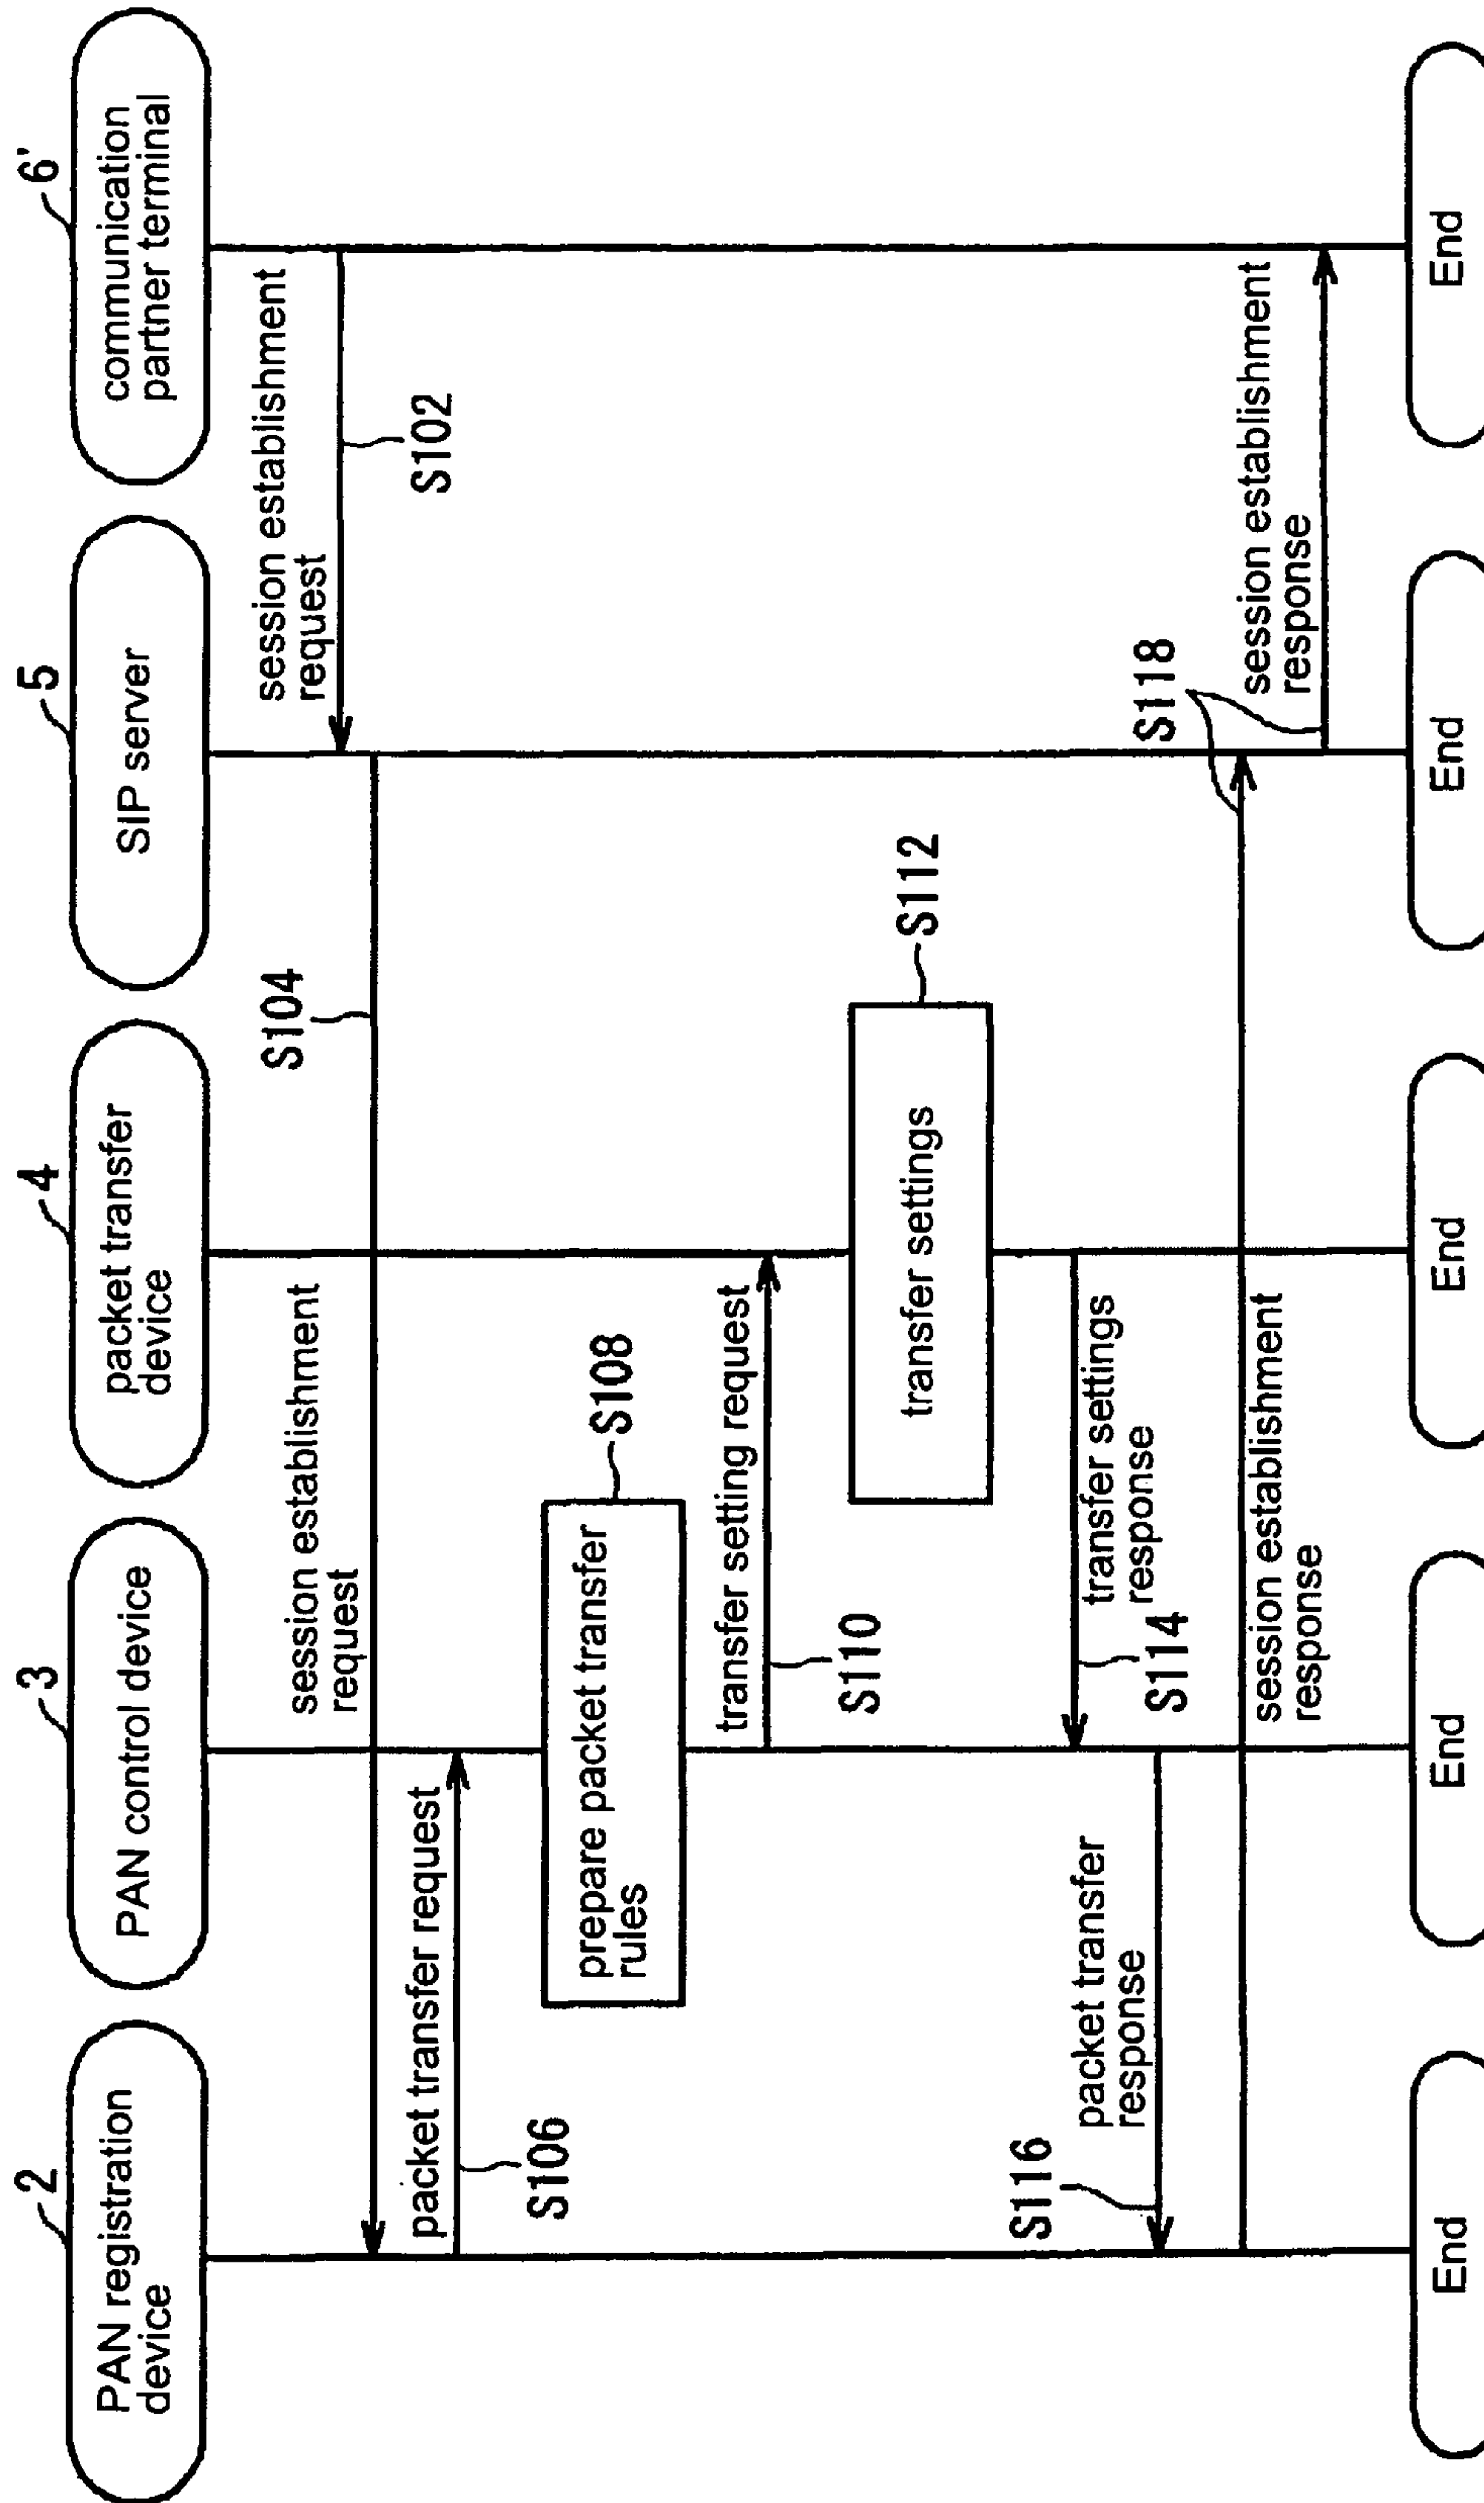 2
PAN registration
device
3
PAN control device
4
packet transfer
device
5
SIP server
6'
communication
partner terminal
session establishment
request
S102
S104
session establishment
request
packet transfer request
S106
prepare packet transfer
rules
S108
transfer setting request
S110
transfer settings
S112
transfer settings
response
S114
packet transfer
response
S116
session establishment
response
S118
session establishment
response
End
End
End
End
End